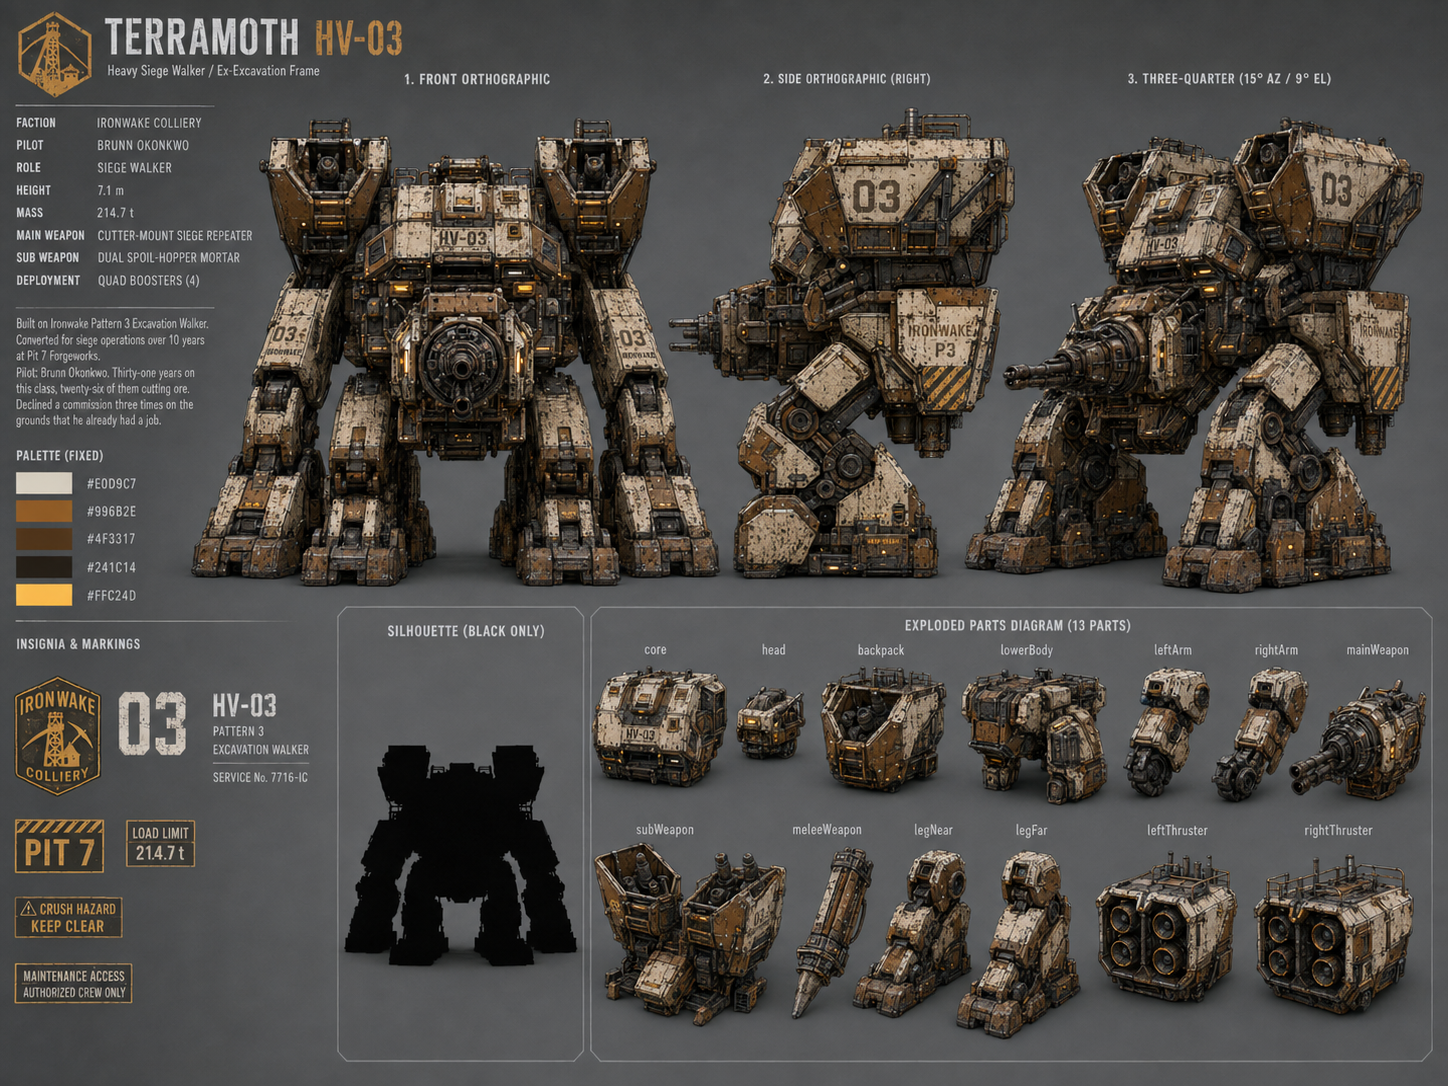 TERRAMOTH HV-03
Heavy Siege Walker / Ex-Excavation Frame
FACTION IRONWAKE COLLIERY
PILOT BRUNN OKONKWO
ROLE SIEGE WALKER
HEIGHT 7.1 m
MASS 214.7 t
MAIN WEAPON CUTTER-MOUNT SIEGE REPEATER
SUB WEAPON DUAL SPOIL-HOPPER MORTAR
DEPLOYMENT QUAD BOOSTERS (4)
Built on Ironwake Pattern 3 Excavation Walker.
Converted for siege operations over 10 years
at Pit 7 Forgeworks.
Pilot: Brunn Okonkwo. Thirty-one years on
this class, twenty-six of them cutting ore.
Declined a commission three times on the
grounds that he already had a job.
PALETTE (FIXED)
#E0D9C7
#996B2E
#4F3317
#241C14
#FFC24D
INSIGNIA & MARKINGS
IRONWAKE
COLLIERY
03
HV-03
PATTERN 3
EXCAVATION WALKER
SERVICE No. 7716-IC
PIT 7
LOAD LIMIT
214.7 t
CRUSH HAZARD
KEEP CLEAR
MAINTENANCE ACCESS
AUTHORIZED CREW ONLY
1. FRONT ORTHOGRAPHIC
HV-03
03
IRONWAKE
03
IRONWAKE
2. SIDE ORTHOGRAPHIC (RIGHT)
03
IRONWAKE
P3
KEEP CLEAR
3. THREE-QUARTER (15° AZ / 9° EL)
03
HV-03
IRONWAKE
P3
SILHOUETTE (BLACK ONLY)
EXPLODED PARTS DIAGRAM (13 PARTS)
core
head
backpack
lowerBody
leftArm
rightArm
mainWeapon
HV-03
subWeapon
meleeWeapon
legNear
legFar
leftThruster
rightThruster
03